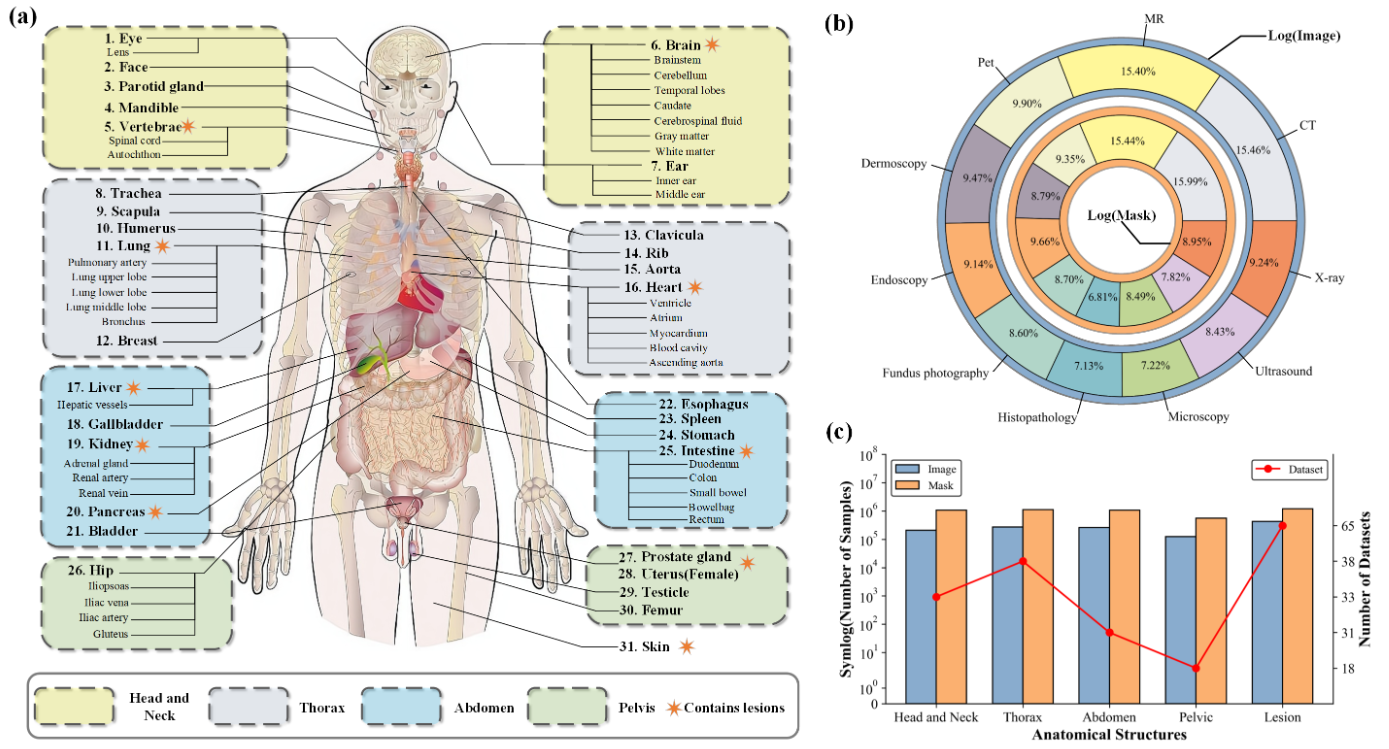 (a)
1. Eye
Lens
2. Face
3. Parotid gland
4. Mandible
5. Vertebrae
Spinal cord
Autochthon
6. Brain
Brainstem
Cerebellum
Temporal lobes
Caudate
Cerebrospinal fluid
Gray matter
White matter
7. Ear
Inner ear
Middle ear
8. Trachea
9. Scapula
10. Humerus
11. Lung
Pulmonary artery
Lung upper lobe
Lung lower lobe
Lung middle lobe
Bronchus
12. Breast
13. Clavicula
14. Rib
15. Aorta
16. Heart
Ventricle
Atrium
Myocardium
Blood cavity
Ascending aorta
17. Liver
Hepatic vessels
18. Gallbladder
19. Kidney
Adrenal gland
Renal artery
Renal vein
20. Pancreas
21. Bladder
22. Esophagus
23. Spleen
24. Stomach
25. Intestine
Duodenum
Colon
Small bowel
Bowelbag
Rectum
26. Hip
Iliopsoas
Iliac vena
Iliac artery
Gluteus
27. Prostate gland
28. Uterus(Female)
29. Testicle
30. Femur
31. Skin
Head and
Neck
Thorax
Abdomen
Pelvis
Contains lesions
(b)
MR
Log(Image)
Pet
CT
Dermoscopy
X-ray
Endoscopy
Ultrasound
Fundus photography
Microscopy
Histopathology
15.40%
9.90%
15.46%
9.47%
9.24%
9.14%
8.43%
8.60%
7.22%
7.13%
15.44%
9.35%
15.99%
8.79%
Log(Mask)
8.95%
9.66%
7.82%
8.70%
8.49%
6.81%
(c)
Image
Mask
Dataset
Symlog(Number of Samples)
10^8
10^7
10^6
10^5
10^4
10^3
10^2
10^1
10^0
0
65
38
33
31
18
Number of Datasets
Head and Neck
Thorax
Abdomen
Pelvic
Lesion
Anatomical Structures